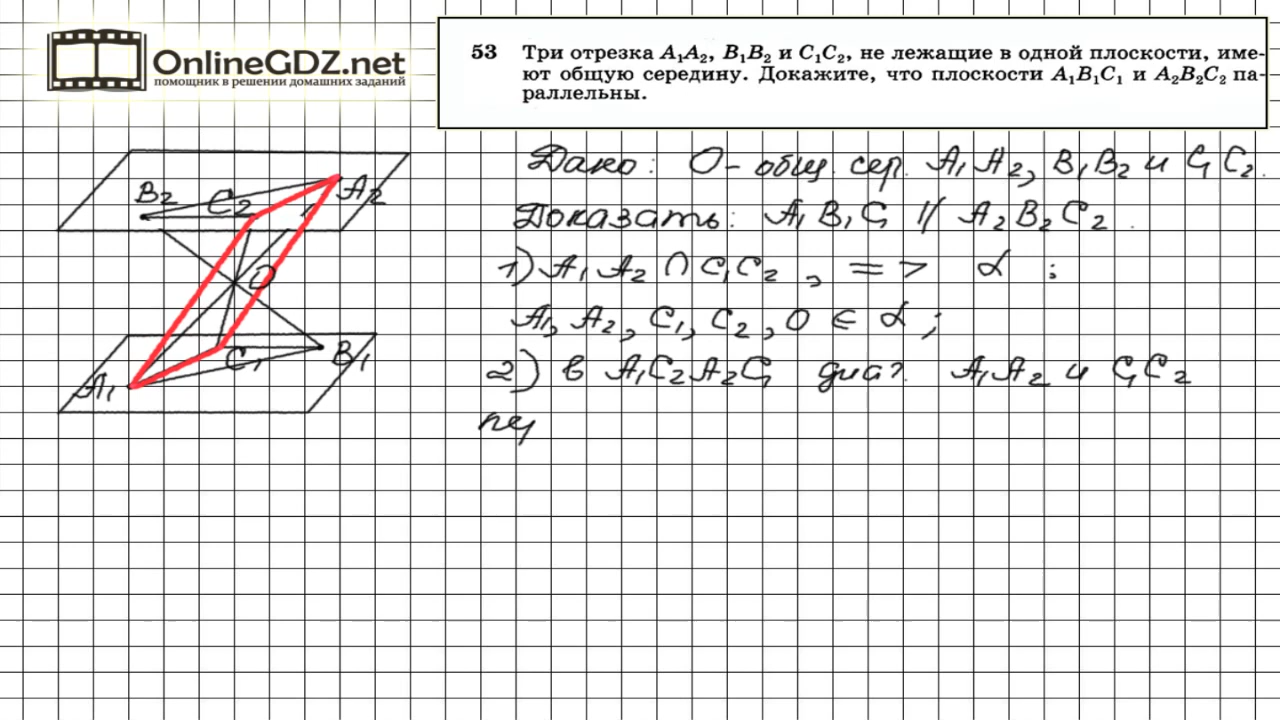 OnlineGDZ.net
помощник в решении домашних заданий
53 Три отрезка A₁A₂, B₁B₂ и C₁C₂, не лежащие в одной плоскости, име-
ют общую середину. Докажите, что плоскости A₁B₁C₁ и A₂B₂C₂ па-
раллельны.
Дано: O - общ. сер. A₁A₂, B₁B₂ и C₁C₂.
Доказать: A₁B₁C₁ || A₂B₂C₂.
1) A₁A₂ ∩ C₁C₂, => α :
A₁, A₂, C₁, C₂, O ∈ α ;
2) в A₁C₂A₂C₁ диаг. A₁A₂ и C₁C₂
B₂ C₂ A₂
O
A₁ C₁ B₁